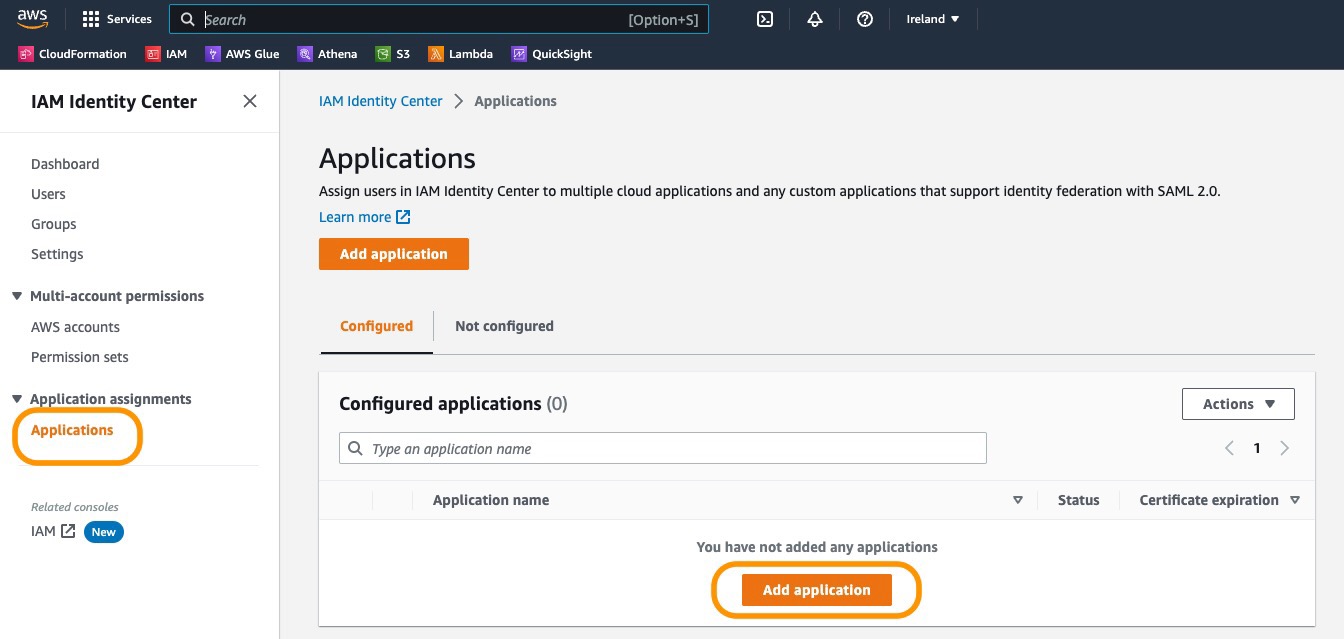 aws Services Search [Option+S] Ireland
CloudFormation IAM AWS Glue Athena S3 Lambda QuickSight
IAM Identity Center
Dashboard
Users
Groups
Settings
Multi-account permissions
AWS accounts
Permission sets
Application assignments
Applications
Related consoles
IAM New
IAM Identity Center Applications
Applications
Assign users in IAM Identity Center to multiple cloud applications and any custom applications that support identity federation with SAML 2.0.
Learn more
Add application
Configured Not configured
Configured applications (0) Actions
Type an application name 1
Application name Status Certificate expiration
You have not added any applications
Add application